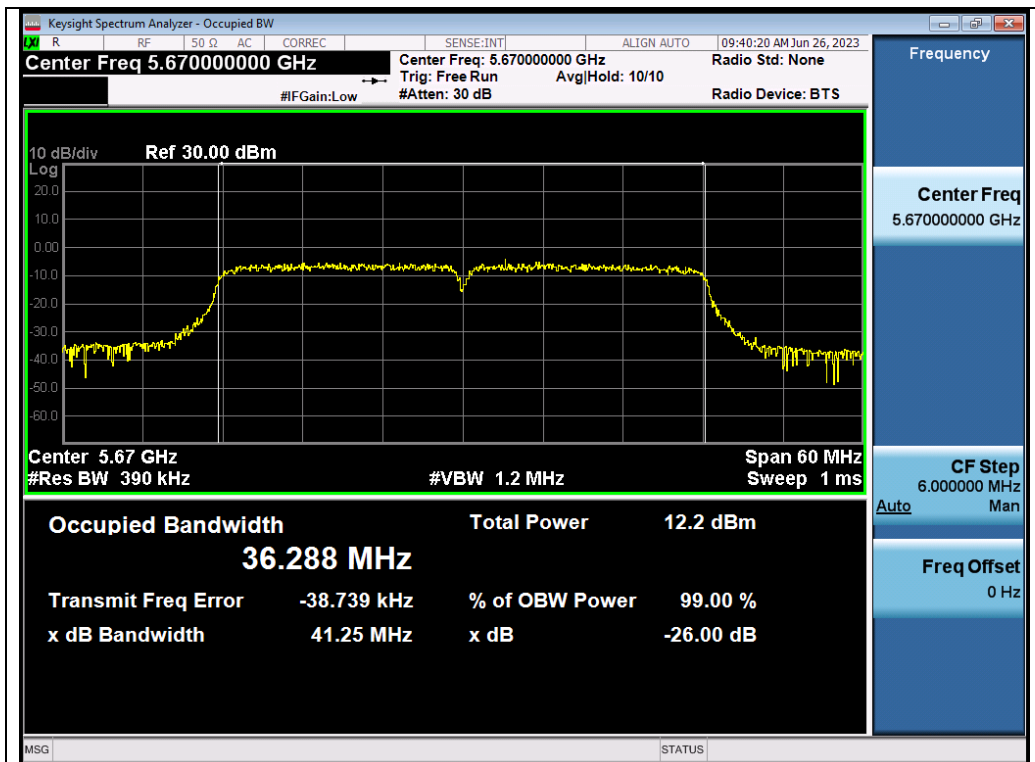 Keysight Spectrum Analyzer - Occupied BW
LXI R RF 50 Ω AC CORREC SENSE:INT ALIGN AUTO 09:40:20 AM Jun 26, 2023
Center Freq 5.670000000 GHz
Center Freq: 5.670000000 GHz
Radio Std: None
Trig: Free Run Avg|Hold: 10/10
#IFGain:Low
#Atten: 30 dB
Radio Device: BTS
10 dB/div Ref 30.00 dBm
Log
20.0
10.0
0.00
-10.0
-20.0
-30.0
-40.0
-50.0
-60.0
Center 5.67 GHz Span 60 MHz
#Res BW 390 kHz #VBW 1.2 MHz Sweep 1 ms
Occupied Bandwidth Total Power 12.2 dBm
36.288 MHz
Transmit Freq Error -38.739 kHz % of OBW Power 99.00 %
x dB Bandwidth 41.25 MHz x dB -26.00 dB
Frequency
Center Freq
5.670000000 GHz
CF Step
6.000000 MHz
Auto Man
Freq Offset
0 Hz
MSG STATUS